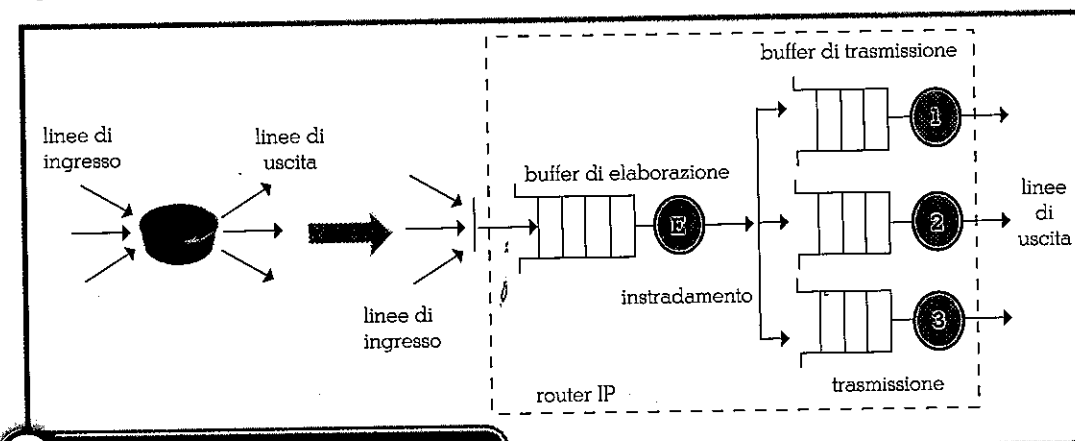 buffer di trasmissione
linee di
ingresso
linee di
uscita
buffer di elaborazione
1
E
2
3
linee
di
uscita
instradamento
linee di
ingresso
router IP
trasmissione